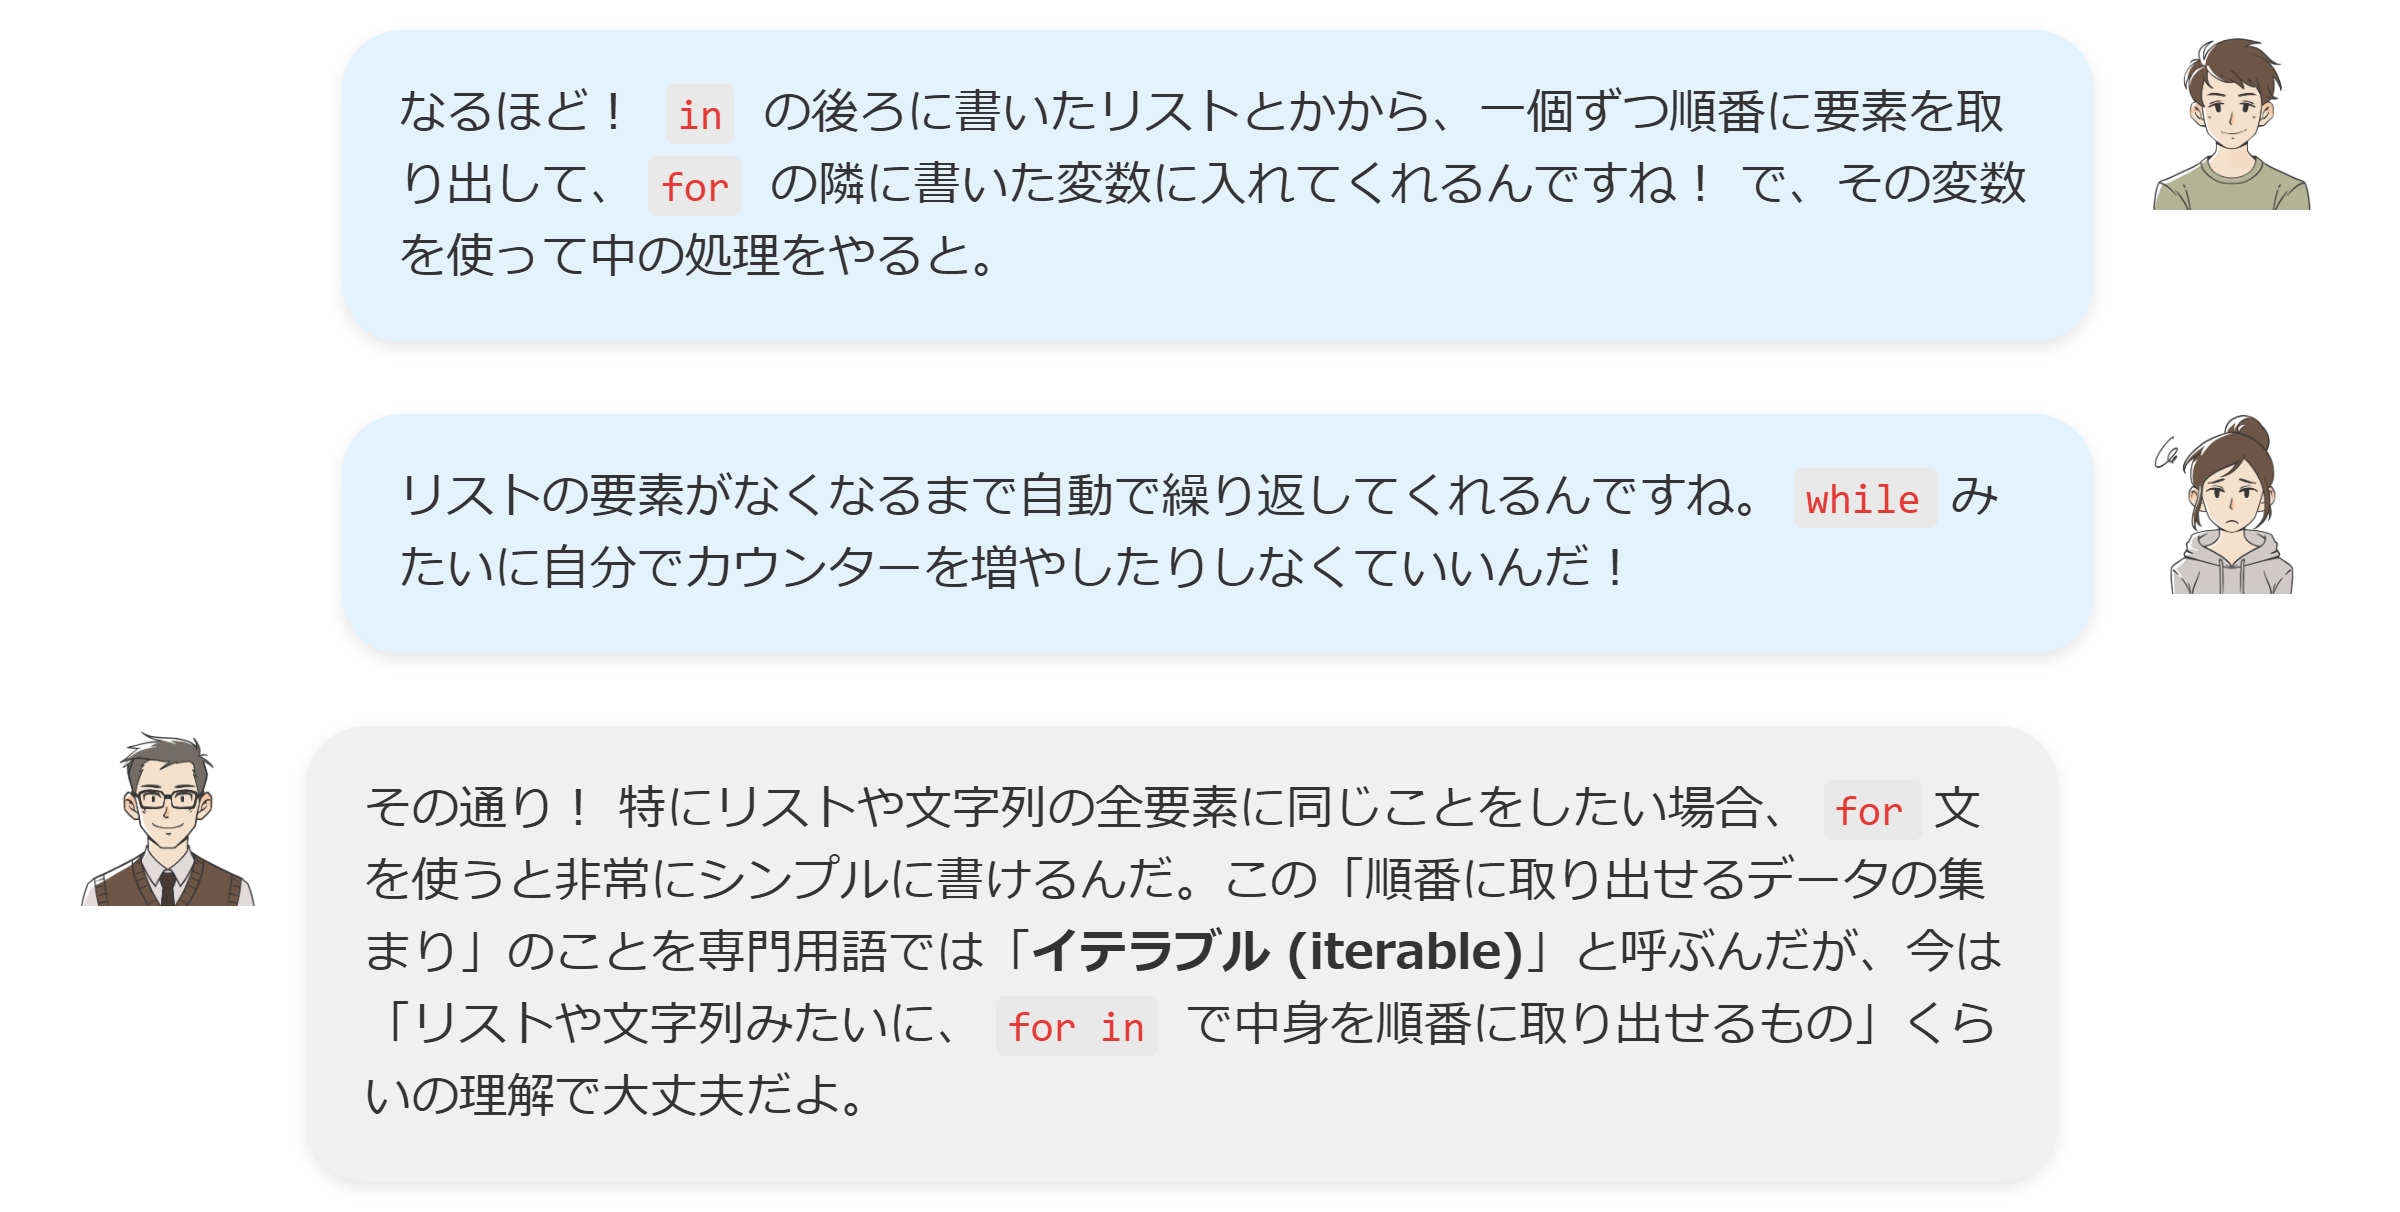 なるほど！ in の後ろに書いたリストとかから、一個ずつ順番に要素を取
り出して、 for の隣に書いた変数に入れてくれるんですね！ で、その変数
を使って中の処理をやると。
リストの要素がなくなるまで自動で繰り返してくれるんですね。 while み
たいに自分でカウンターを増やしたりしなくていいんだ！
その通り！ 特にリストや文字列の全要素に同じことをしたい場合、 for 文
を使うと非常にシンプルに書けるんだ。この「順番に取り出せるデータの集
まり」のことを専門用語では「イテラブル (iterable)」と呼ぶんだが、今は
「リストや文字列みたいに、 for in で中身を順番に取り出せるもの」くら
いの理解で大丈夫だよ。